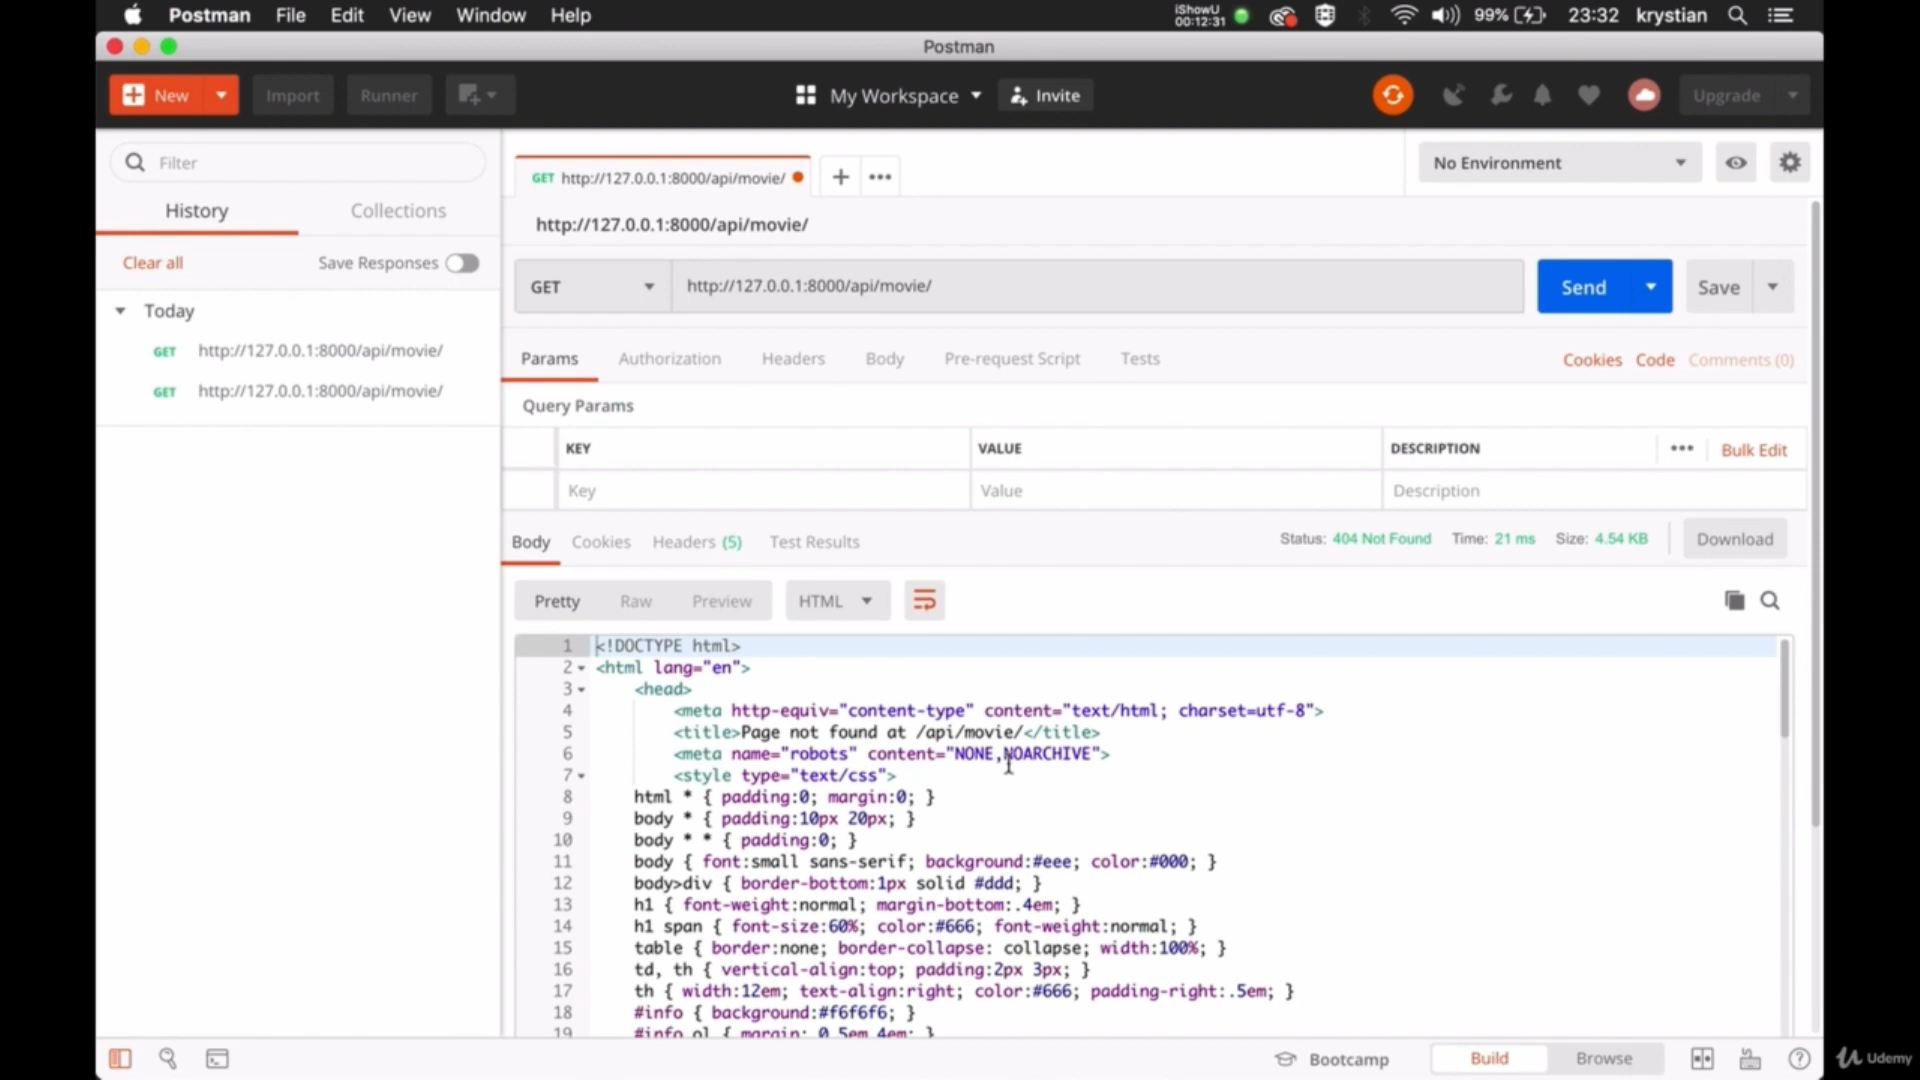 Postman File Edit View Window Help iShowU 00:12:31 99% 23:32 krystian
Postman
New Import Runner My Workspace Invite Upgrade
Filter
History Collections
Clear all Save Responses
Today
GET http://127.0.0.1:8000/api/movie/
GET http://127.0.0.1:8000/api/movie/
GET http://127.0.0.1:8000/api/movie/ No Environment
http://127.0.0.1:8000/api/movie/
GET http://127.0.0.1:8000/api/movie/ Send Save
Params Authorization Headers Body Pre-request Script Tests Cookies Code Comments (0)
Query Params
KEY VALUE DESCRIPTION Bulk Edit
Key Value Description
Body Cookies Headers (5) Test Results Status: 404 Not Found Time: 21 ms Size: 4.54 KB Download
Pretty Raw Preview HTML
1 <!DOCTYPE html>
2 <html lang="en">
3 <head>
4 <meta http-equiv="content-type" content="text/html; charset=utf-8">
5 <title>Page not found at /api/movie/</title>
6 <meta name="robots" content="NONE,NOARCHIVE">
7 <style type="text/css">
8 html * { padding:0; margin:0; }
9 body * { padding:10px 20px; }
10 body * * { padding:0; }
11 body { font:small sans-serif; background:#eee; color:#000; }
12 body>div { border-bottom:1px solid #ddd; }
13 h1 { font-weight:normal; margin-bottom:.4em; }
14 h1 span { font-size:60%; color:#666; font-weight:normal; }
15 table { border:none; border-collapse: collapse; width:100%; }
16 td, th { vertical-align:top; padding:2px 3px; }
17 th { width:12em; text-align:right; color:#666; padding-right:.5em; }
18 #info { background:#f6f6f6; }
19 #info ol { margin: 0.5em 4em; }
Bootcamp Build Browse Udemy